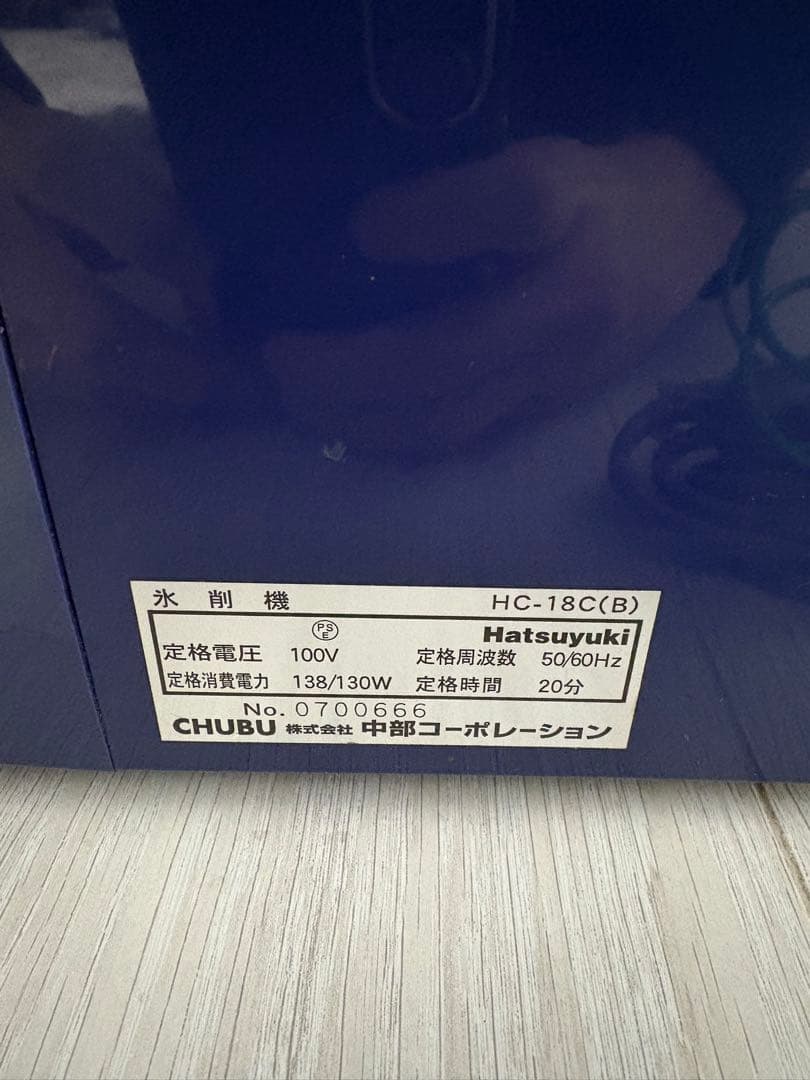 氷削機 HC-18C(B)
PSE Hatsuyuki
定格電圧 100V 定格周波数 50/60Hz
定格消費電力 138/130W 定格時間 20分
No. 0700666
CHUBU 株式会社 中部コーポレーション